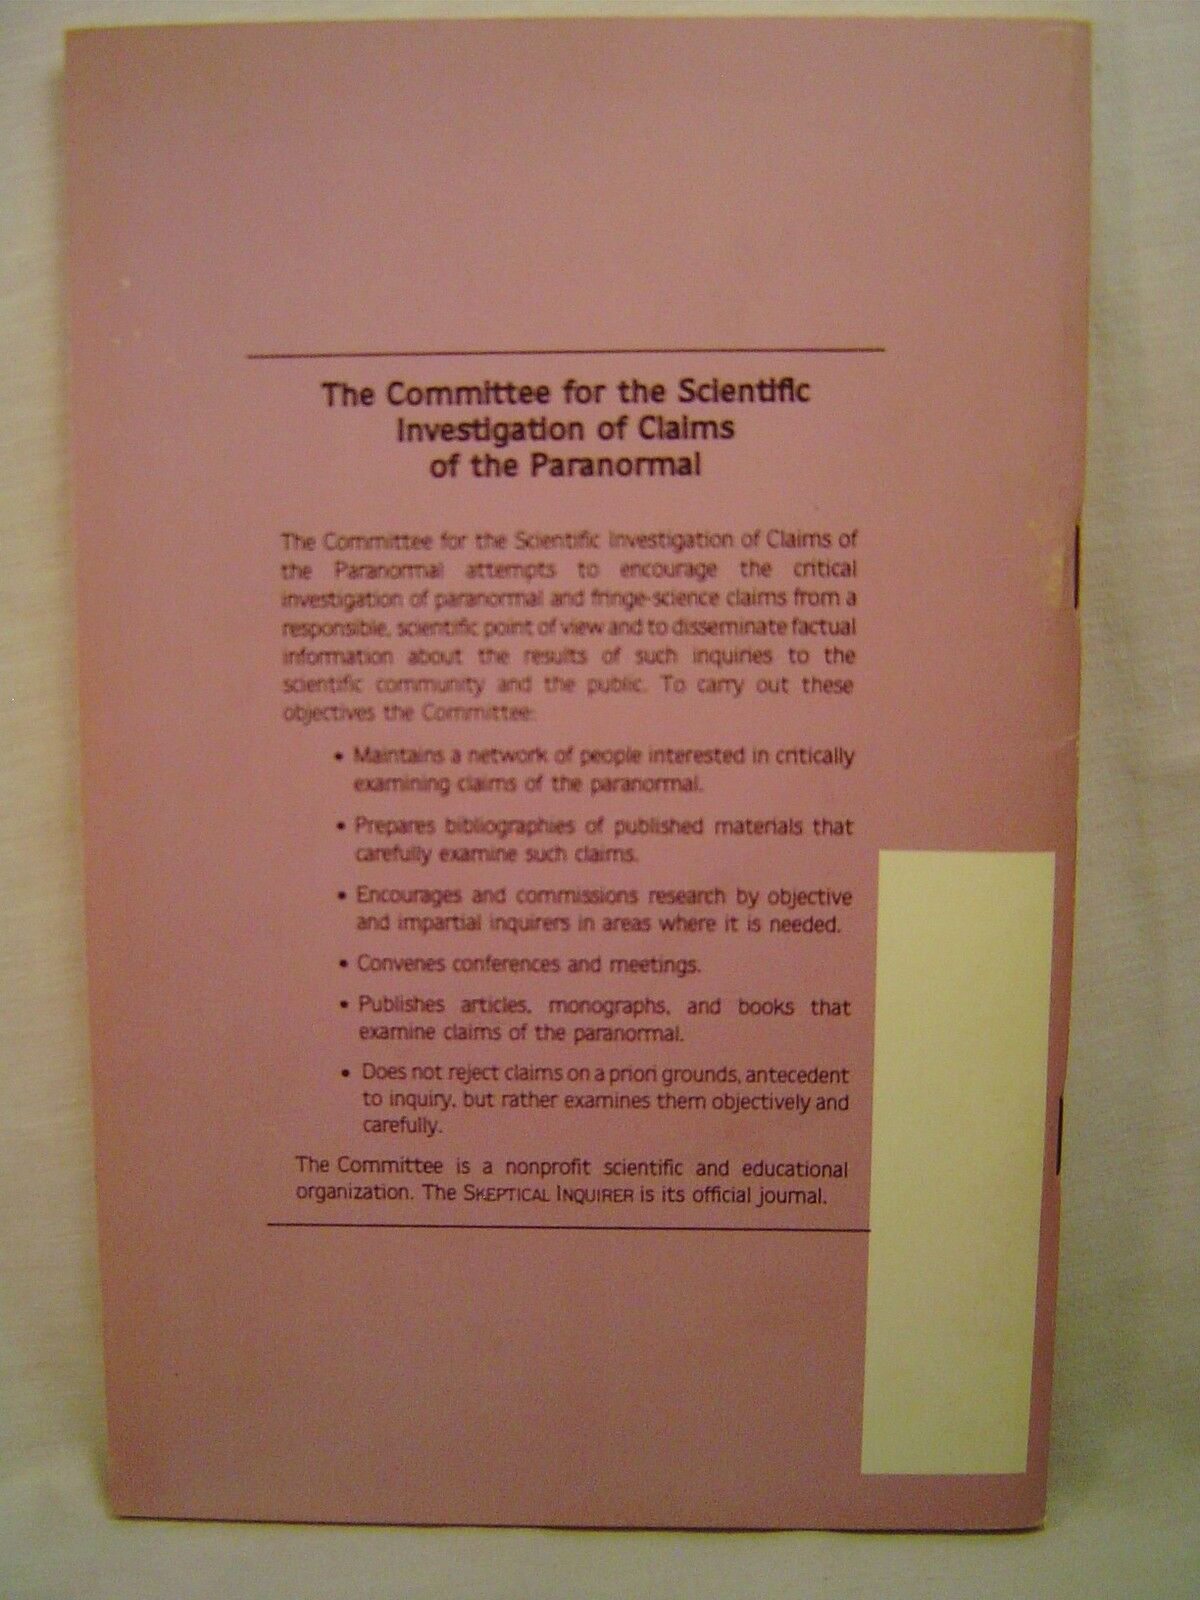 The Committee for the Scientific
Investigation of Claims
of the Paranormal
The Committee for the Scientific Investigation of Claims of
the Paranormal attempts to encourage the critical
investigation of paranormal and fringe-science claims from a
responsible, scientific point of view and to disseminate factual
information about the results of such inquiries to the
scientific community and the public. To carry out these
objectives the Committee:
• Maintains a network of people interested in critically
examining claims of the paranormal.
• Prepares bibliographies of published materials that
carefully examine such claims.
• Encourages and commissions research by objective
and impartial inquirers in areas where it is needed.
• Convenes conferences and meetings.
• Publishes articles, monographs, and books that
examine claims of the paranormal.
• Does not reject claims on a priori grounds, antecedent
to inquiry, but rather examines them objectively and
carefully.
The Committee is a nonprofit scientific and educational
organization. The SKEPTICAL INQUIRER is its official journal.